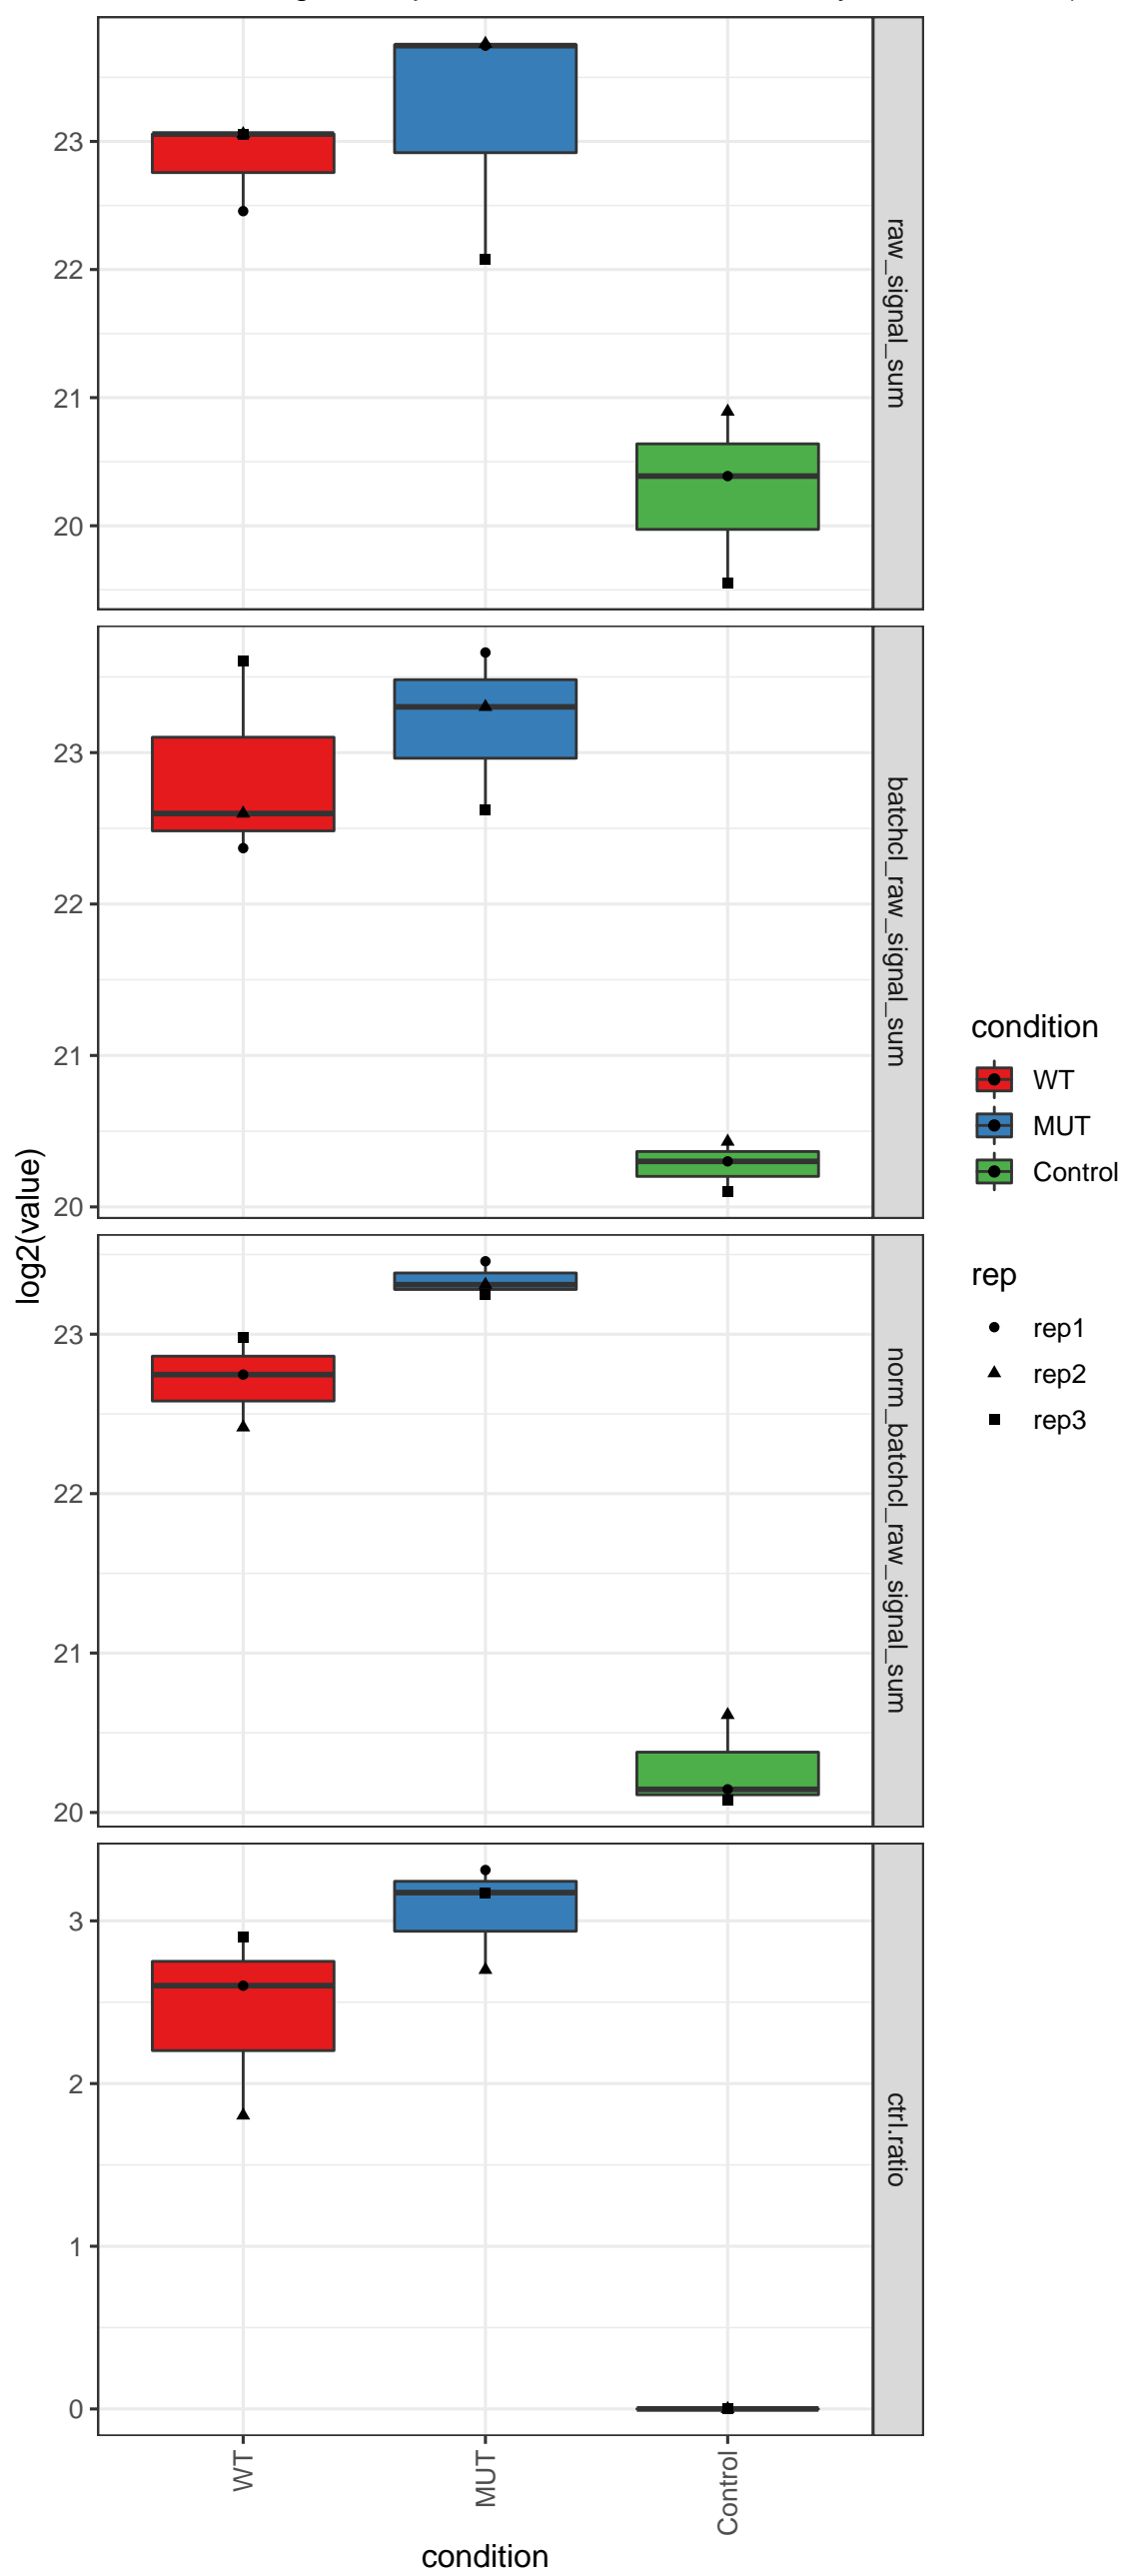 log2(value)
23
22
21
20
raw_signal_sum
23
22
21
20
batchcl_raw_signal_sum
23
22
21
20
norm_batchcl_raw_signal_sum
3
2
1
0
ctrl.ratio
WT
MUT
Control
condition
condition
WT
MUT
Control
rep
rep1
rep2
rep3